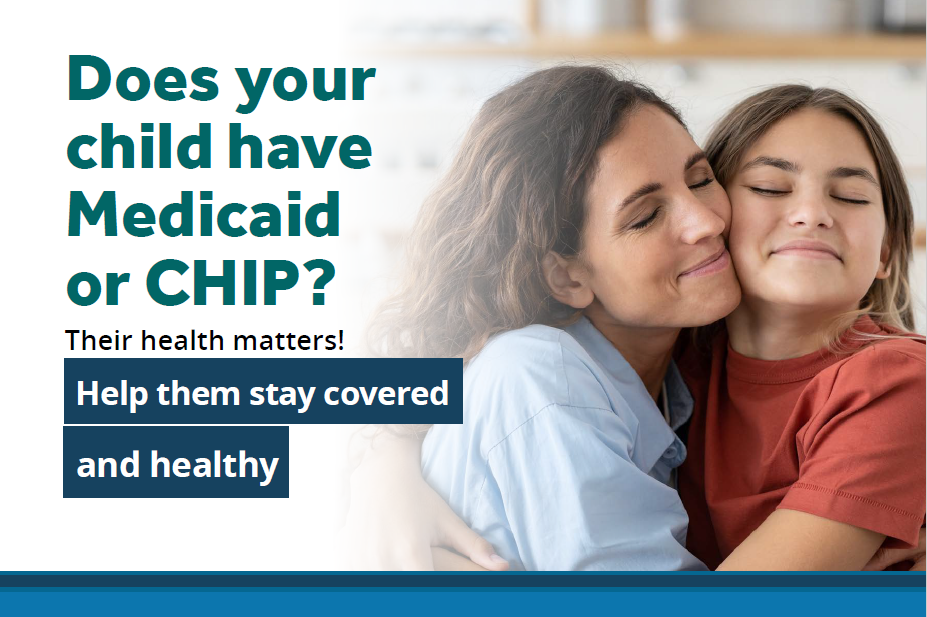 Does your
child have
Medicaid
or CHIP?
Their health matters!
Help them stay covered
and healthy